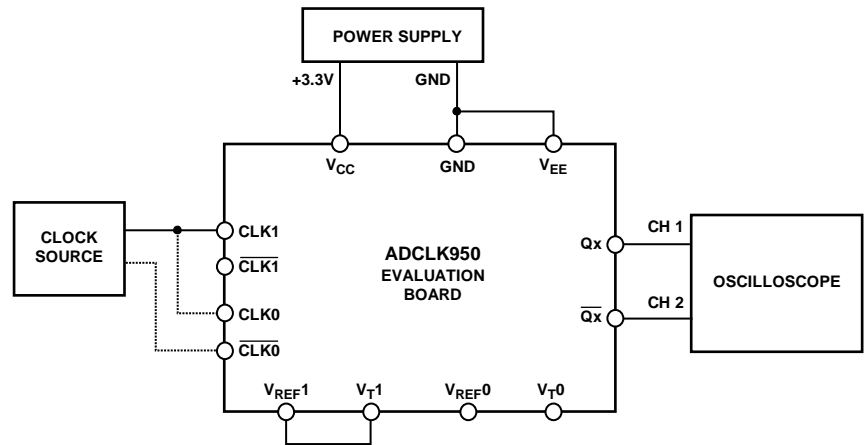 POWER SUPPLY
+3.3V
GND
VCC
GND
VEE
CLOCK
SOURCE
CLK1
CLK1
CLK0
CLK0
ADCLK950
EVALUATION
BOARD
Qx
Qx
CH 1
CH 2
OSCILLOSCOPE
VREF1
VT1
VREF0
VT0